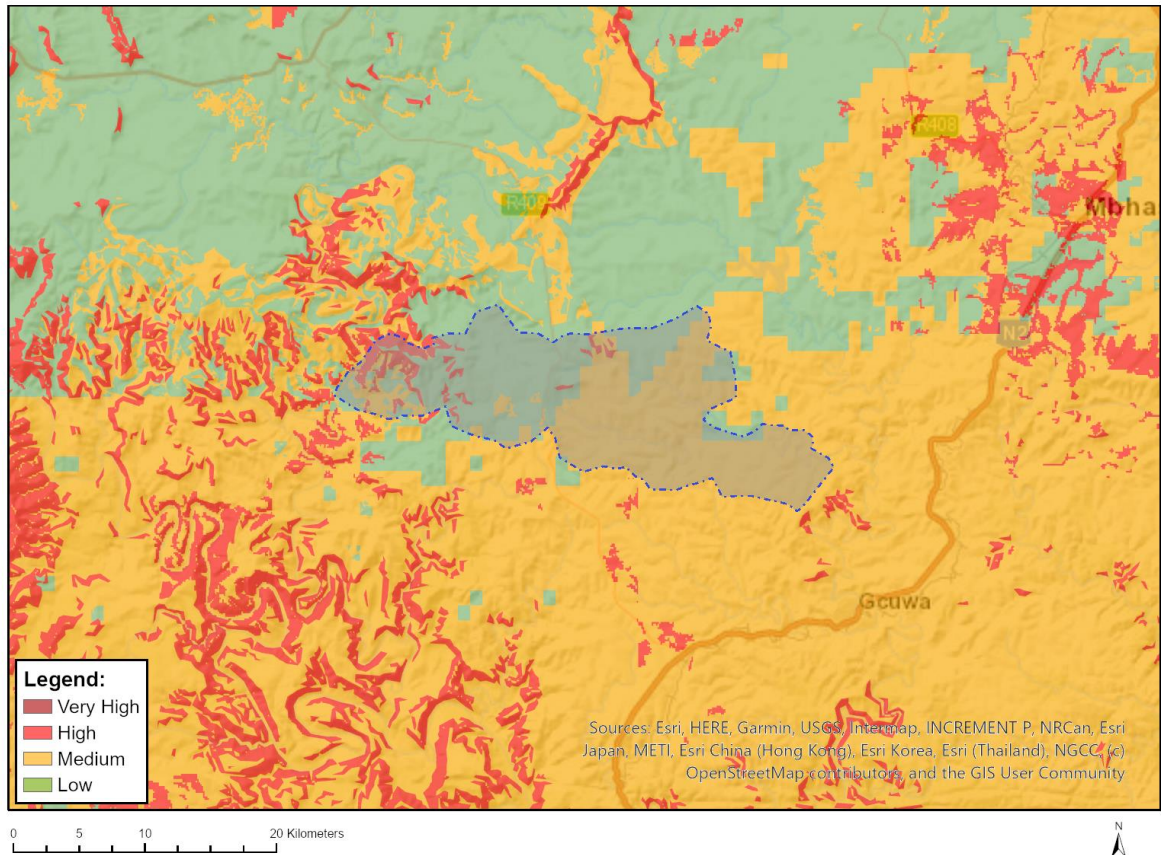 R408
R409
Mbha
N2
Gcuwa
Legend:
Very High
High
Medium
Low
Sources: Esri, HERE, Garmin, USGS, Intermap, INCREMENT P, NRCan, Esri
Japan, METI, Esri China (Hong Kong), Esri Korea, Esri (Thailand), NGCC, (c)
OpenStreetMap contributors, and the GIS User Community
0 5 10 20 Kilometers
N